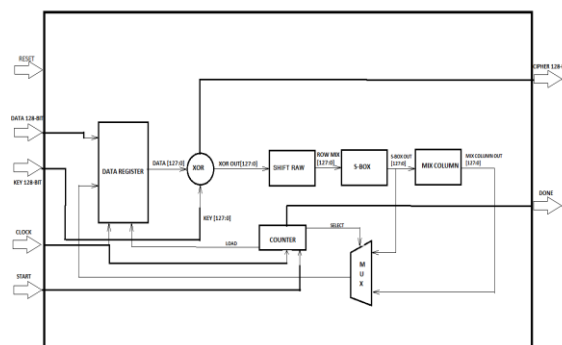 RESET
CIPHER 128-
DATA 128-BIT
DATA REGISTER
DATA [127:0]
XOR
XOR OUT[127:0]
SHIFT RAW
ROW MIX
[127:0]
S-BOX
S-BOX OUT
[127:0]
MIX COLUMN
MIX COLUMN OUT
[127:0]
KEY 128-BIT
KEY [127:0]
DONE
CLOCK
LOAD
COUNTER
SELECT
MUX
START